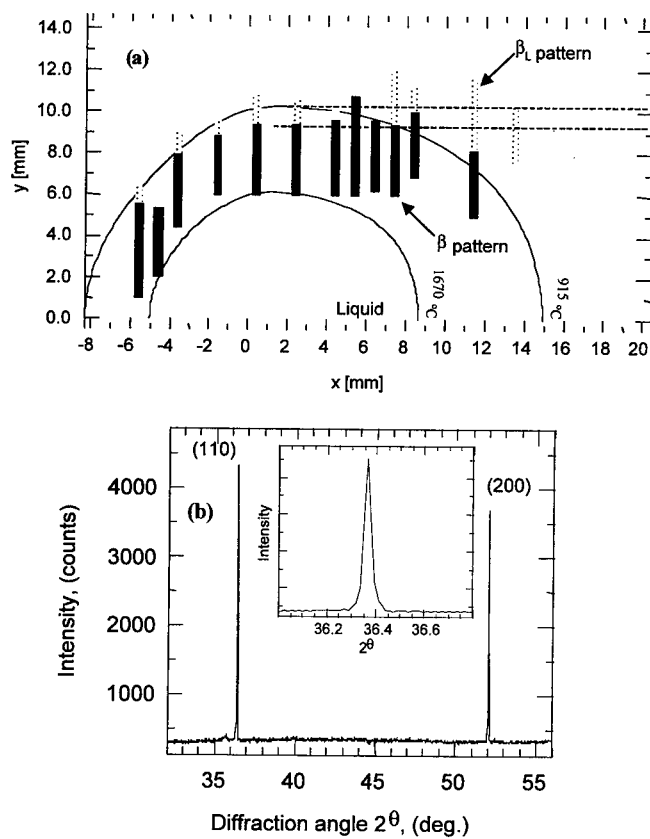 14.0
12.0
10.0
8.0
6.0
4.0
2.0
0.0
y [mm]
(a)
β_L pattern
β pattern
Liquid
1670 °C
915 °C
-8 -6 -4 -2 0 2 4 6 8 10 12 14 16 18 20
x [mm]
(110)
(b)
(200)
4000
3000
2000
1000
Intensity, (counts)
Intensity
36.2 36.4 36.6
2θ
35 40 45 50 55
Diffraction angle 2θ, (deg.)